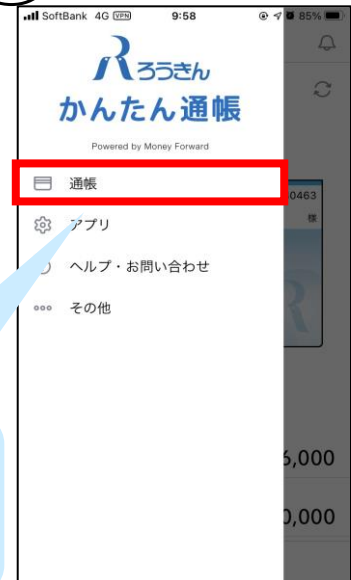 SoftBank 4G VPN 9:58 85%
ろうきん
かんたん通帳
Powered by Money Forward
通帳
0463
様
アプリ
ヘルプ・お問い合わせ
その他
6,000
0,000